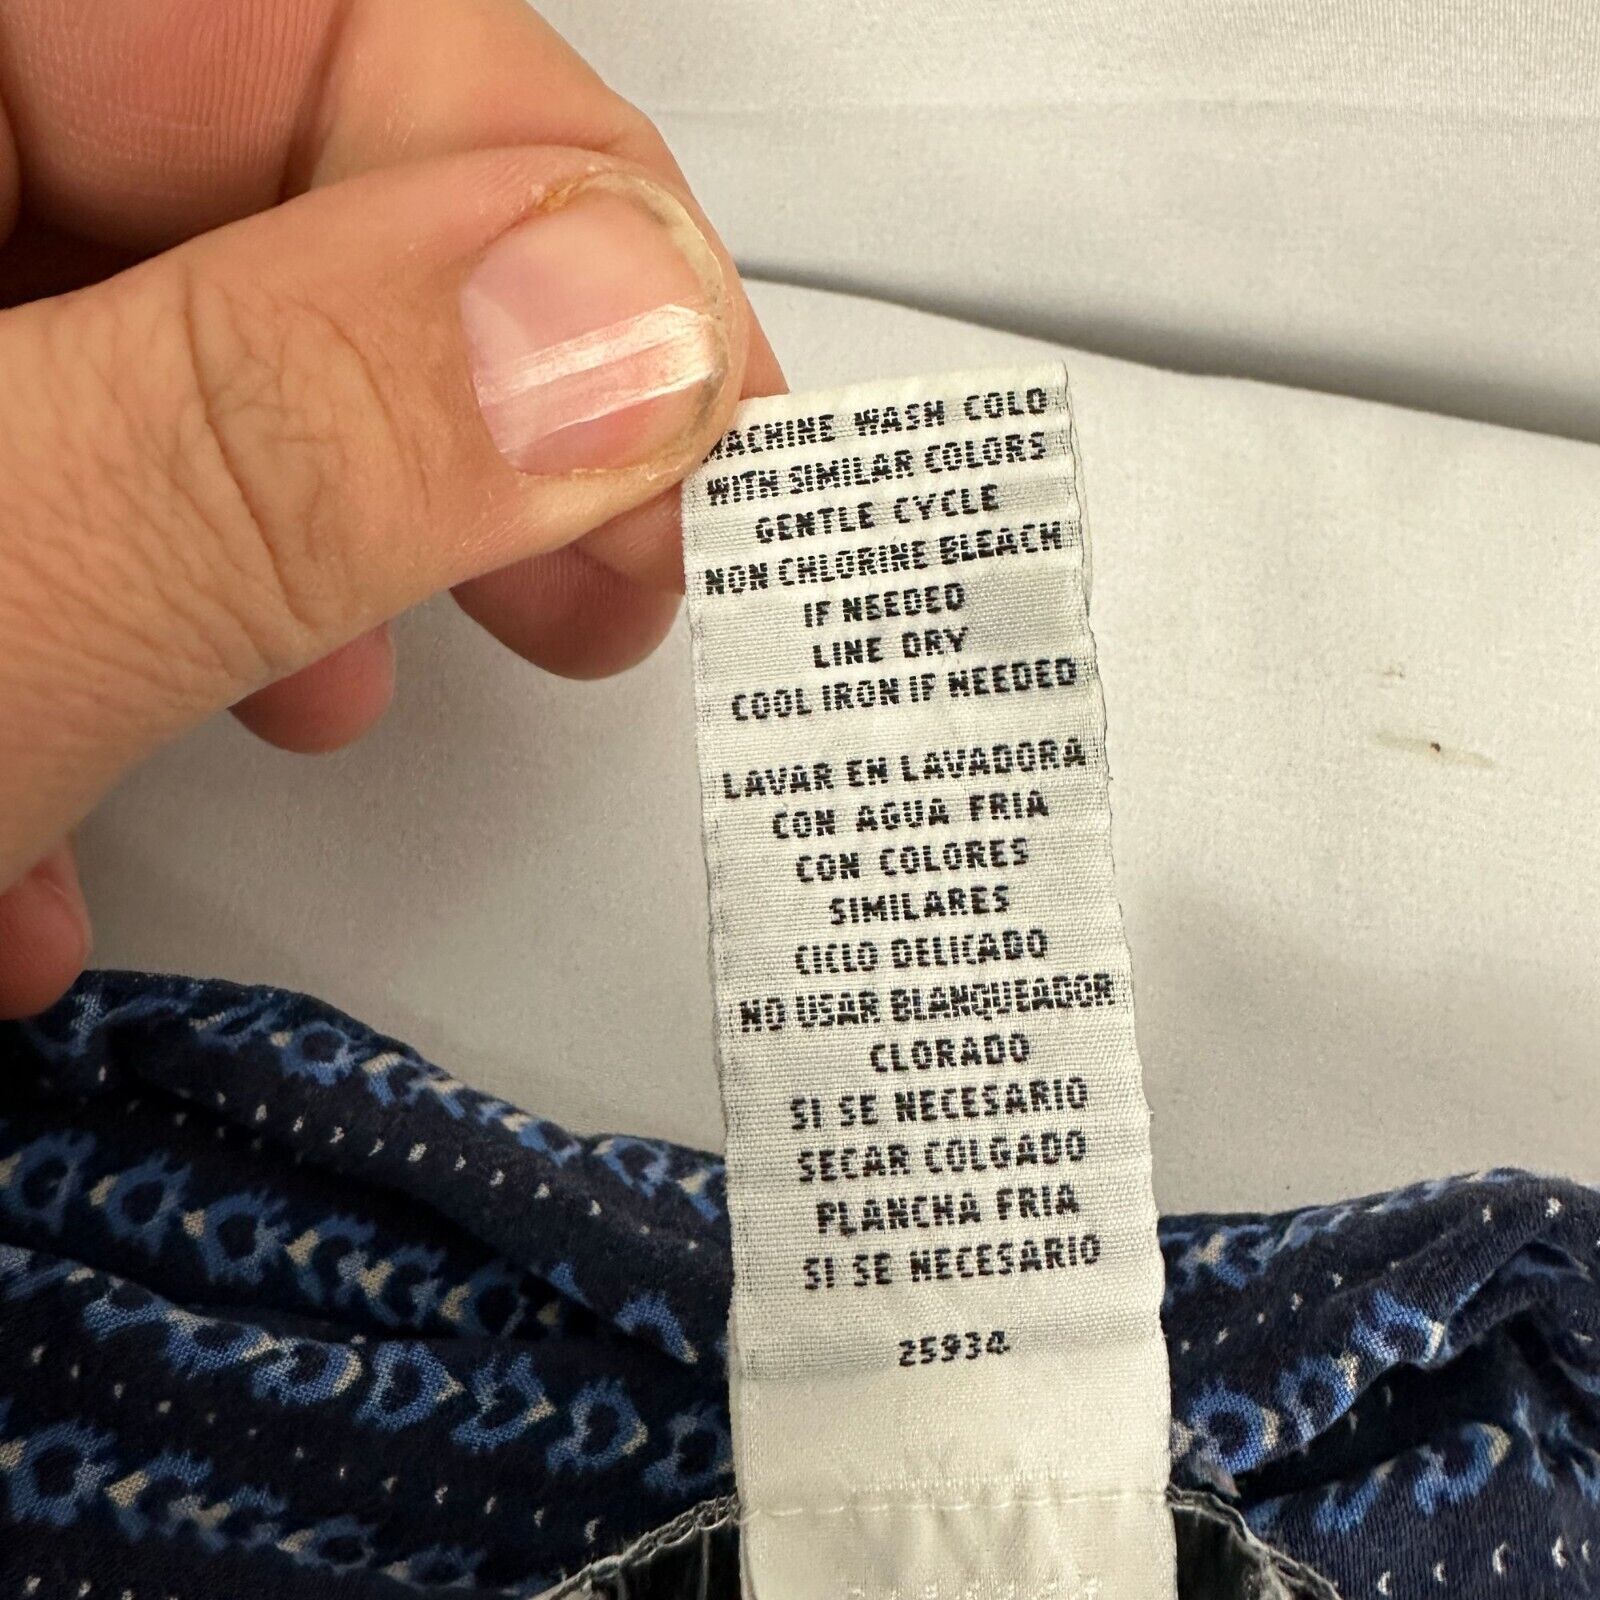 MACHINE WASH COLD
WITH SIMILAR COLORS
GENTLE CYCLE
NON CHLORINE BLEACH
IF NEEDED
LINE DRY
COOL IRON IF NEEDED
LAVAR EN LAVADORA
CON AGUA FRIA
CON COLORES
SIMILARES
CICLO DELICADO
NO USAR BLANQUEADOR
CLORADO
SI SE NECESARIO
SECAR COLGADO
PLANCHA FRIA
SI SE NECESARIO
25934